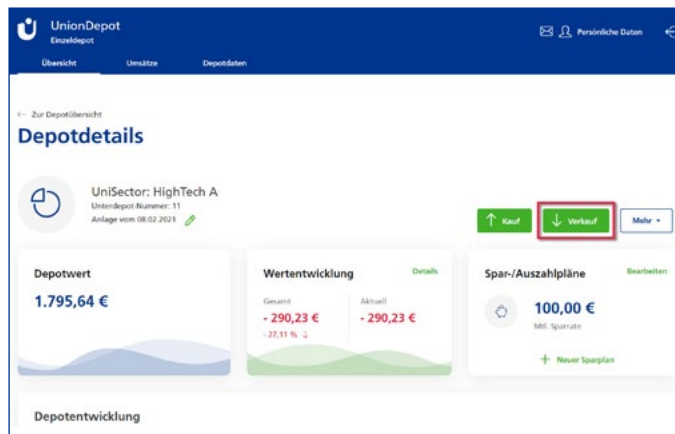 UnionDepot
Einzeldepot
Persönliche Daten
Übersicht Umsätze Depotdaten
← Zur Depotübersicht
Depotdetails
UniSector: HighTech A
Unterdepot-Nummer: 11
Anlage vom 08.02.2021
↑ Kauf ↓ Verkauf Mehr
Depotwert
1.795,64 €
Wertentwicklung Details
Gesamt Aktuell
- 290,23 € - 290,23 €
- 27,11 % ↓
Spar-/Auszahlpläne Bearbeiten
100,00 €
Mtl. Sparrate
+ Neuer Sparplan
Depotentwicklung